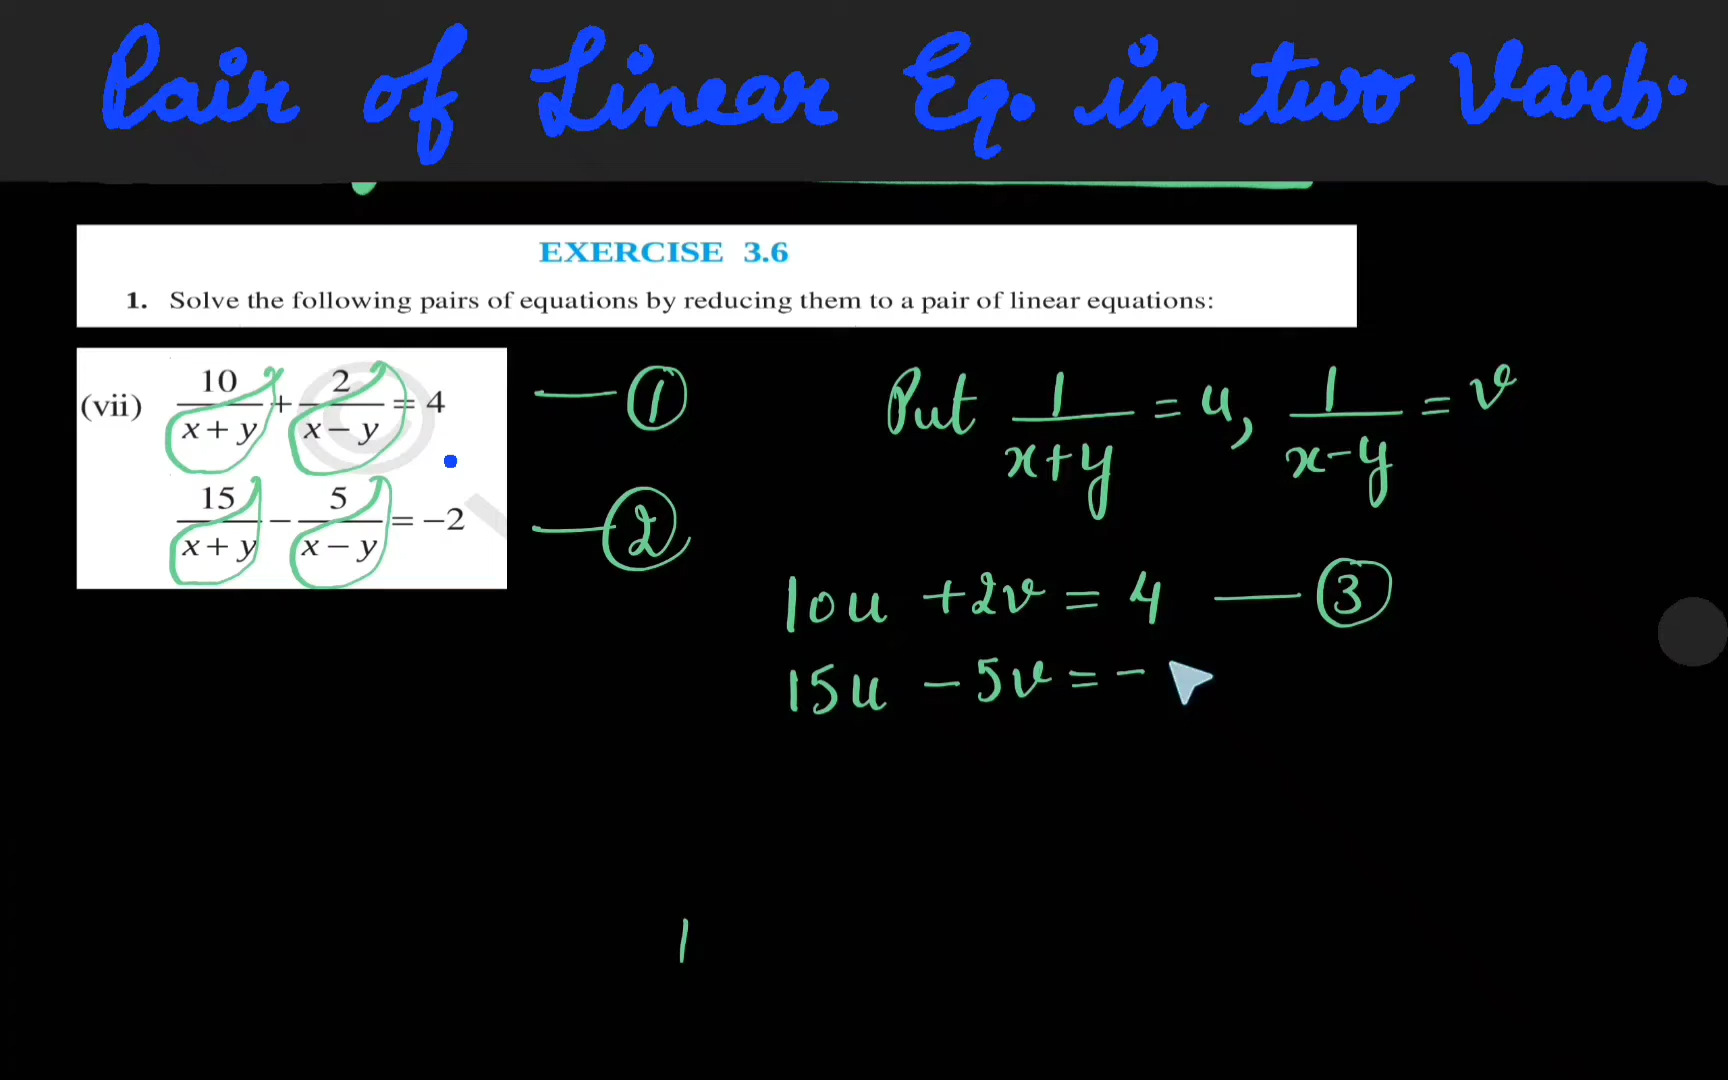 Pair of Linear Eq. in two Varb.
EXERCISE 3.6
1. Solve the following pairs of equations by reducing them to a pair of linear equations:
(vii) 10/(x + y) + 2/(x − y) = 4 — ①
15/(x + y) − 5/(x − y) = −2 — ②
Put 1/(x+y) = u, 1/(x-y) = v
10u + 2v = 4 — ③
15u - 5v = -